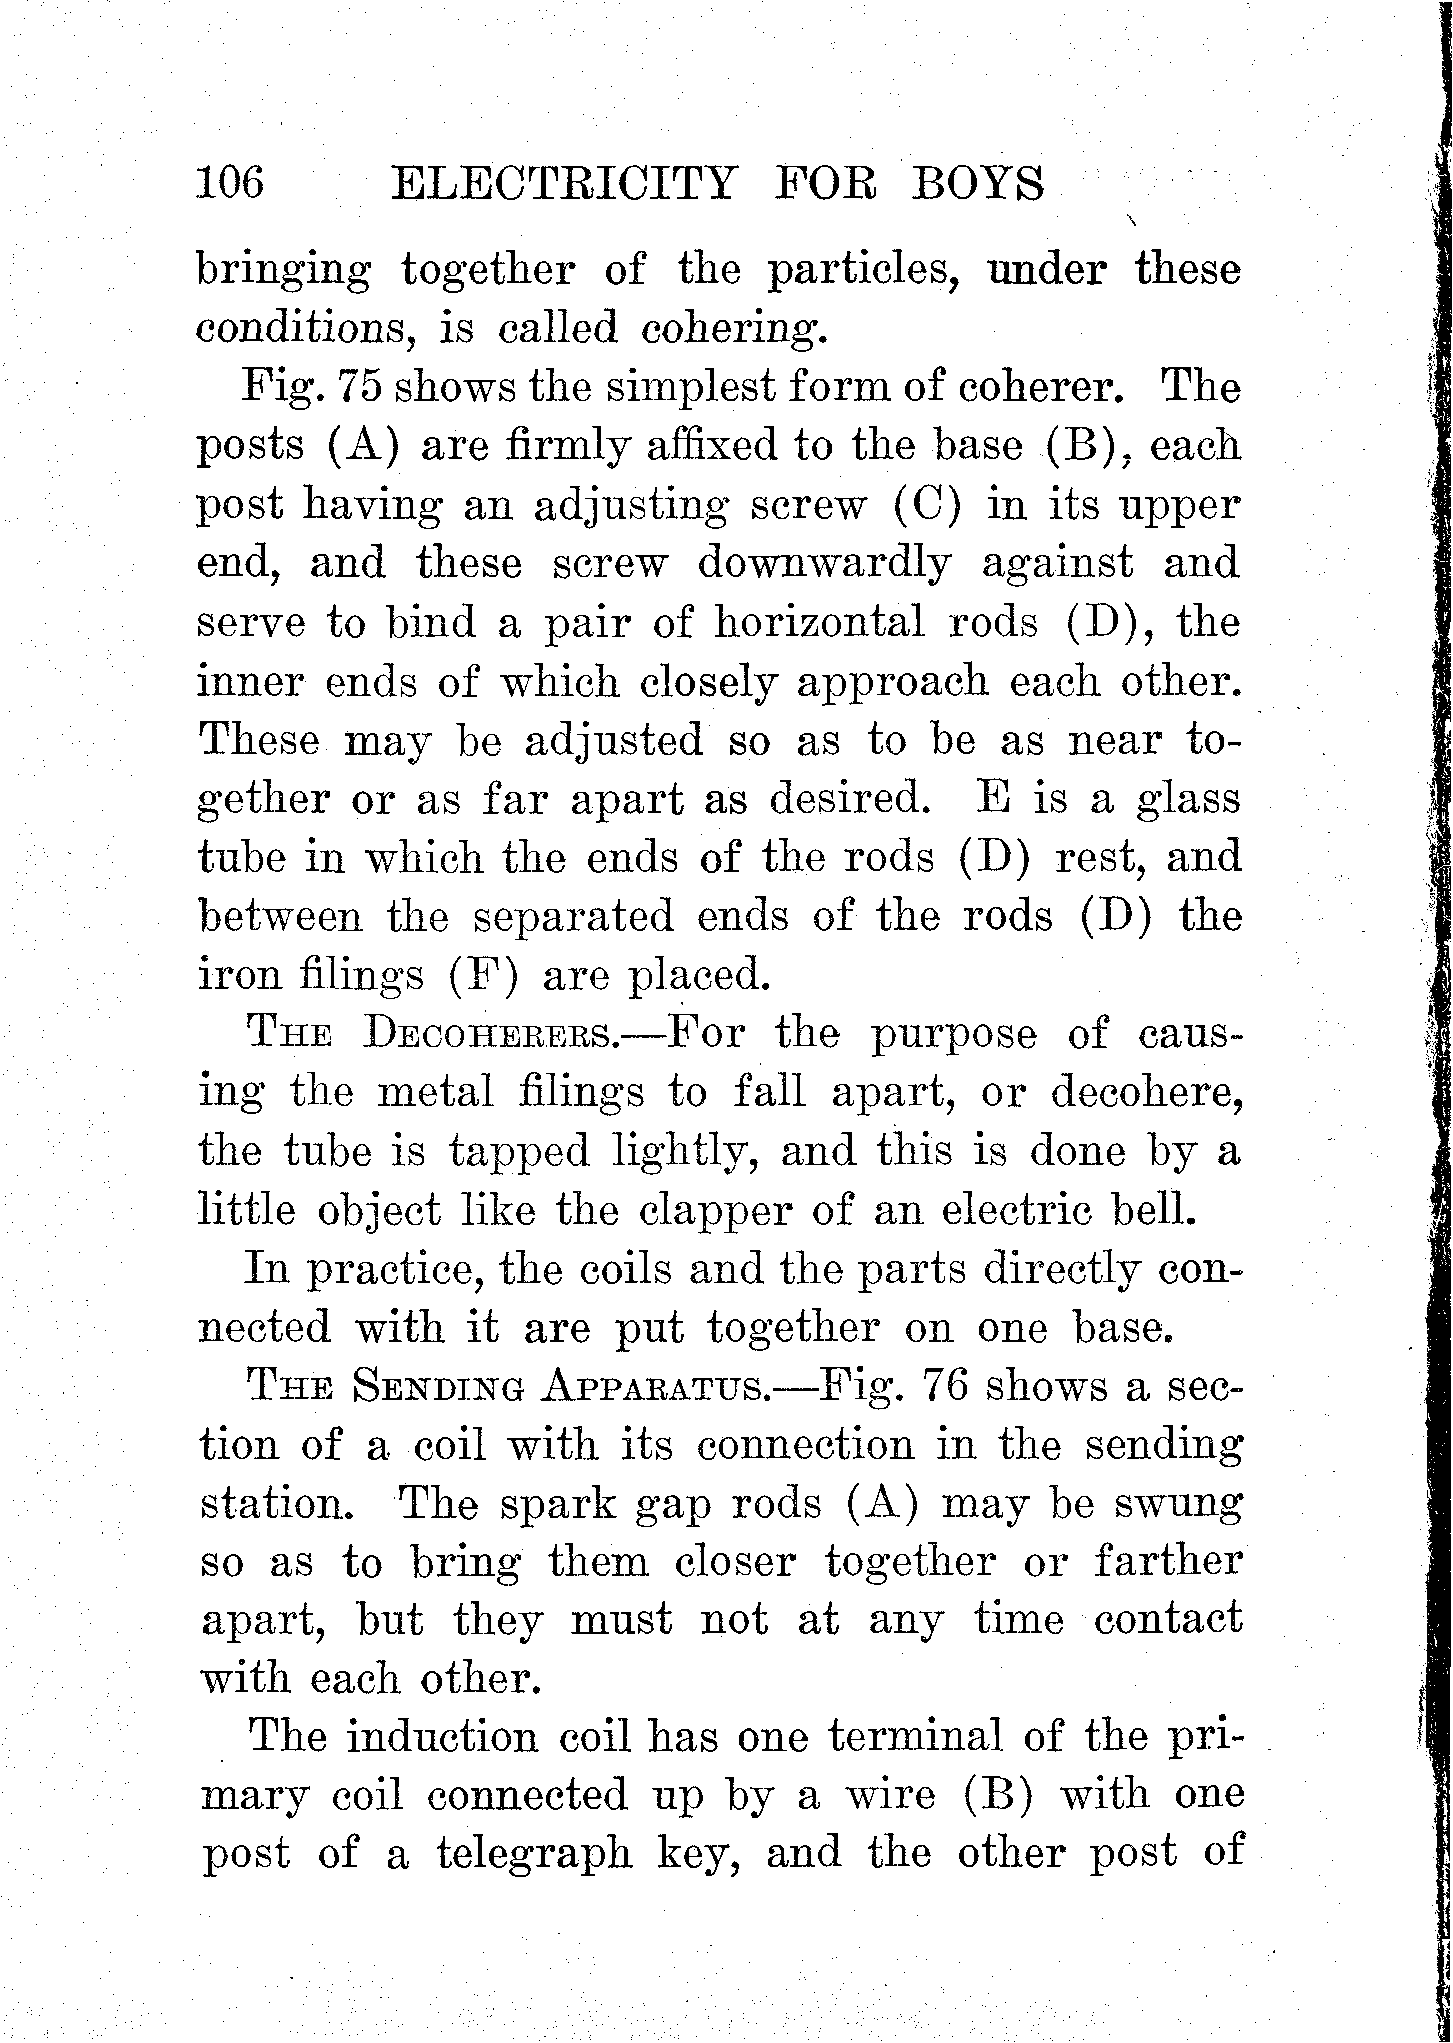 106 ELECTRICITY FOR BOYS
bringing together of the particles, under these
conditions, is called cohering.
Fig. 75 shows the simplest form of coherer. The
posts (A) are firmly affixed to the base (B), each
post having an adjusting screw (C) in its upper
end, and these screw downwardly against and
serve to bind a pair of horizontal rods (D), the
inner ends of which closely approach each other.
These may be adjusted so as to be as near to-
gether or as far apart as desired. E is a glass
tube in which the ends of the rods (D) rest, and
between the separated ends of the rods (D) the
iron filings (F) are placed.
THE DECOHERERS.—For the purpose of caus-
ing the metal filings to fall apart, or decohere,
the tube is tapped lightly, and this is done by a
little object like the clapper of an electric bell.
In practice, the coils and the parts directly con-
nected with it are put together on one base.
THE SENDING APPARATUS.—Fig. 76 shows a sec-
tion of a coil with its connection in the sending
station. The spark gap rods (A) may be swung
so as to bring them closer together or farther
apart, but they must not at any time contact
with each other.
The induction coil has one terminal of the pri-
mary coil connected up by a wire (B) with one
post of a telegraph key, and the other post of